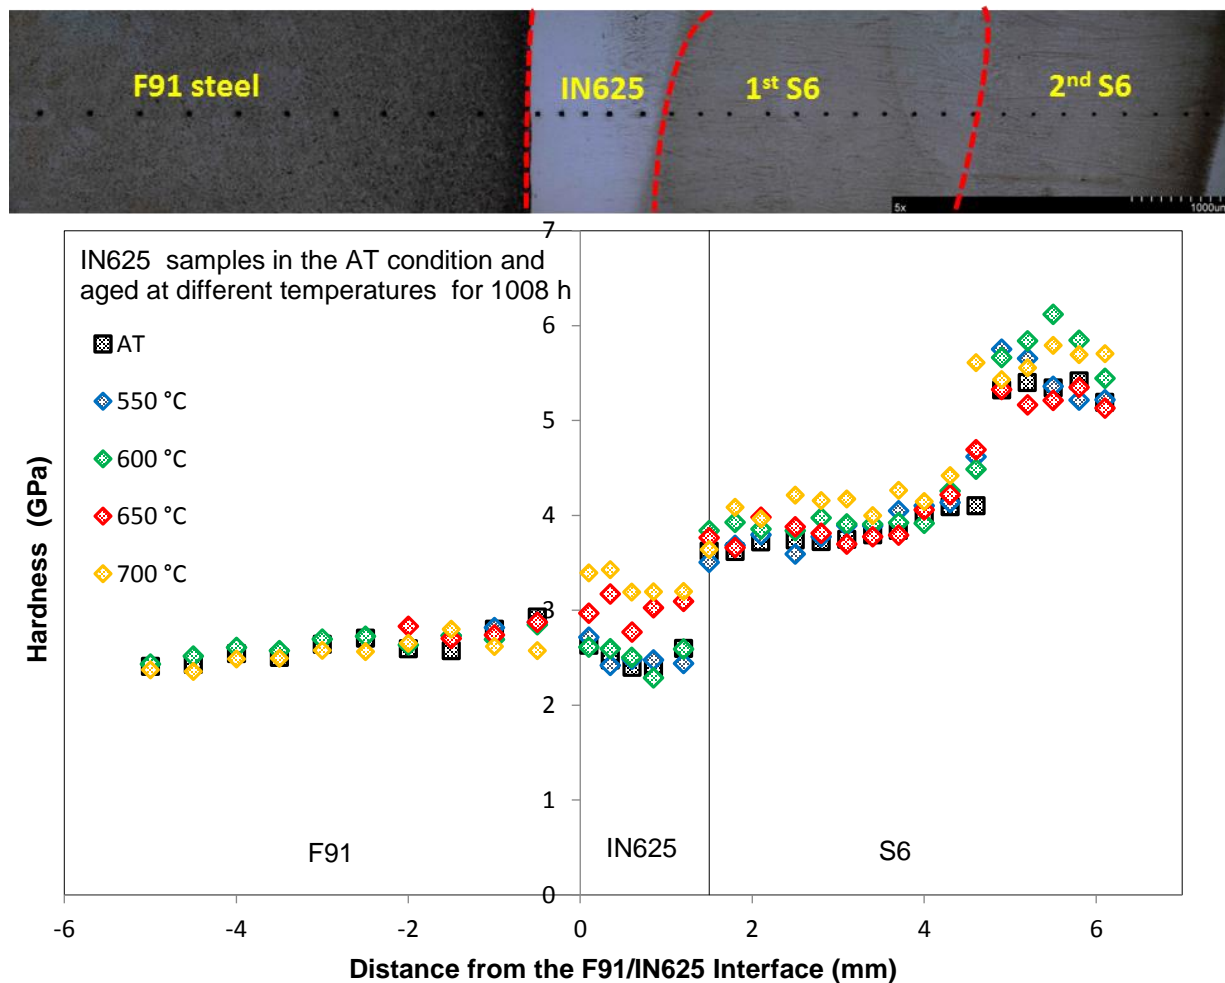 F91 steel
IN625
1st S6
2nd S6
5x
1000um
IN625 samples in the AT condition and
aged at different temperatures for 1008 h
AT
550 °C
600 °C
650 °C
700 °C
Hardness (GPa)
7
6
5
4
3
2
1
0
F91
IN625
S6
-6
-4
-2
0
2
4
6
Distance from the F91/IN625 Interface (mm)